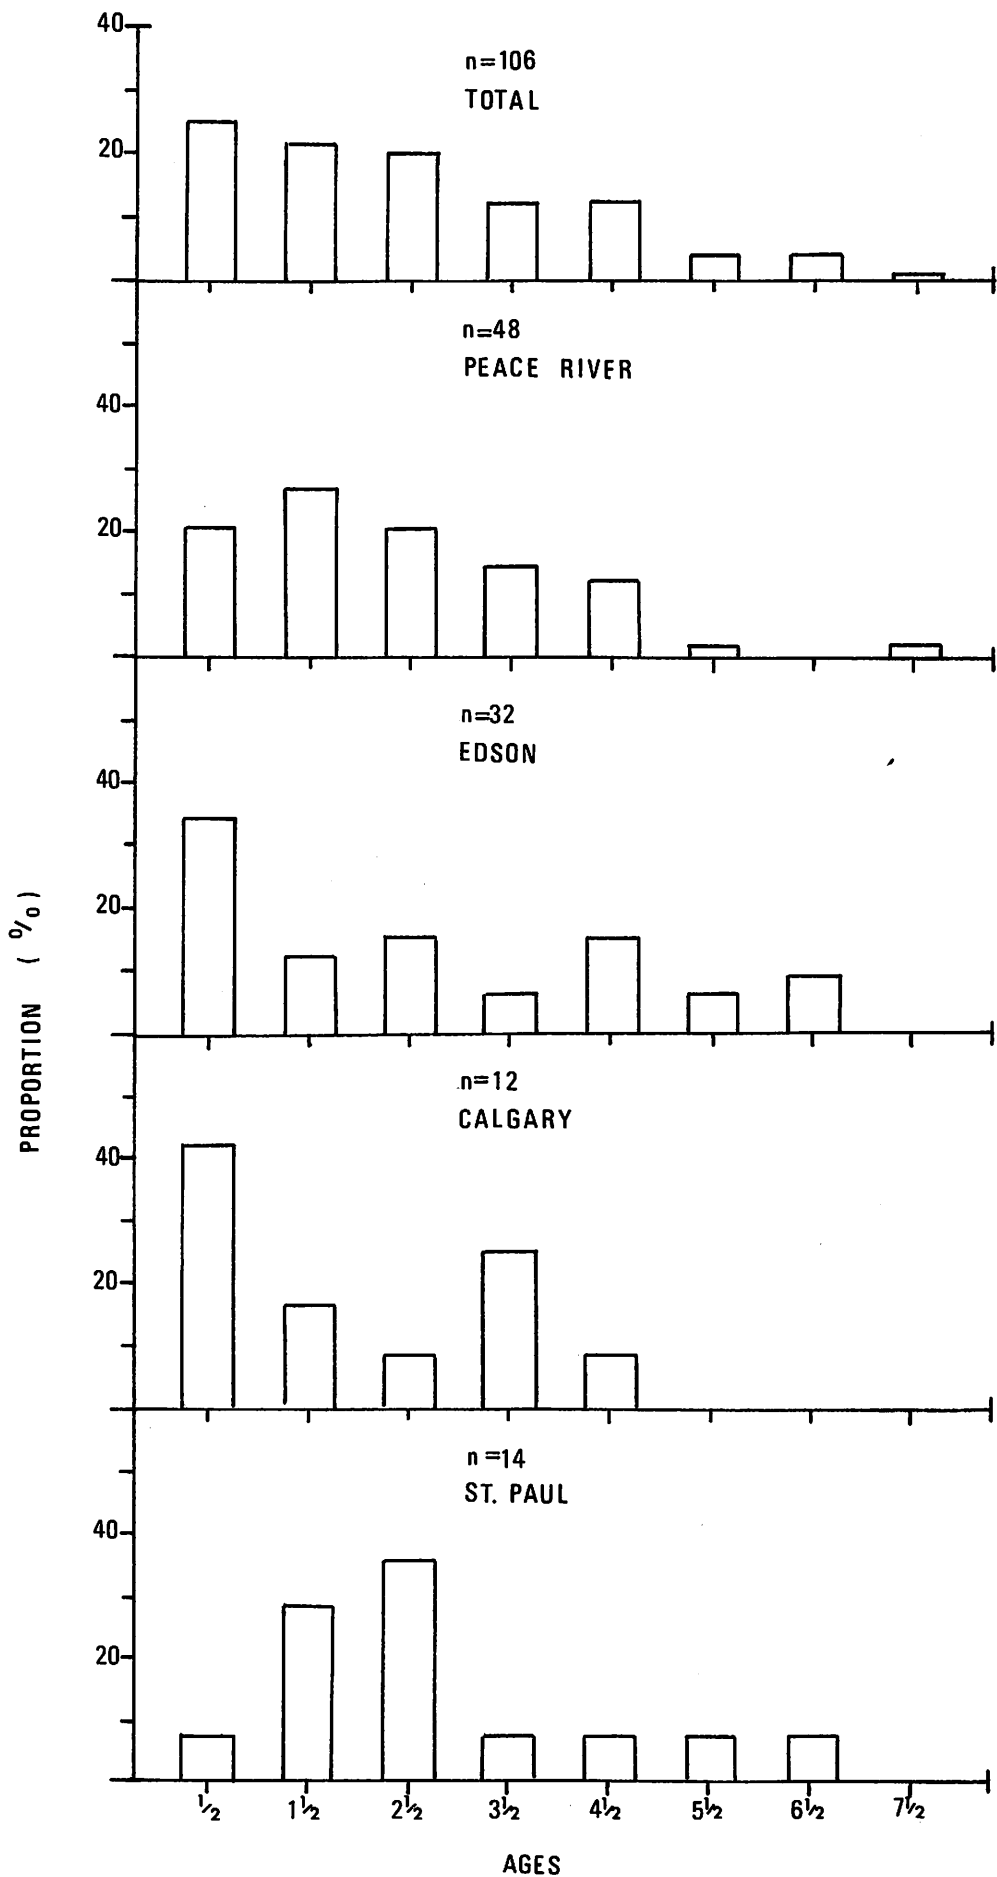 40
n=106
TOTAL
20
n=48
PEACE RIVER
40
20
n=32
EDSON
40
20
PROPORTION (%)
n=12
CALGARY
40
20
n=14
ST. PAUL
40
20
½ 1½ 2½ 3½ 4½ 5½ 6½ 7½
AGES